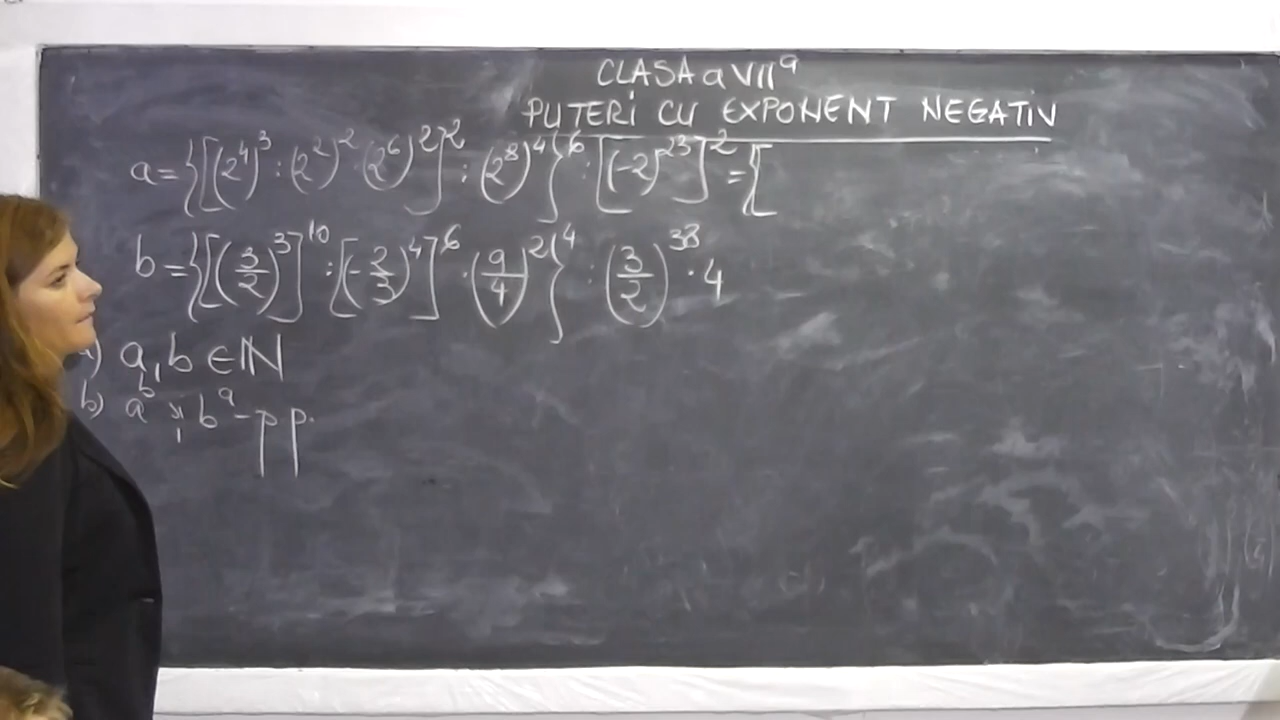 CLASA a VII a
PUTERI CU EXPONENT NEGATIV
a={[(2^4)^3:(2^2)^2·(2^6)^2]^2:(2^8)^4}^6:[(-2)^23]^2={[
b={[(3/2)^3]^10:[(-2/3)^4]^6·(9/4)^2}^4:(3/2)^38·4
a) a,b ∈ ℕ
b) a^b și b^a - pp.